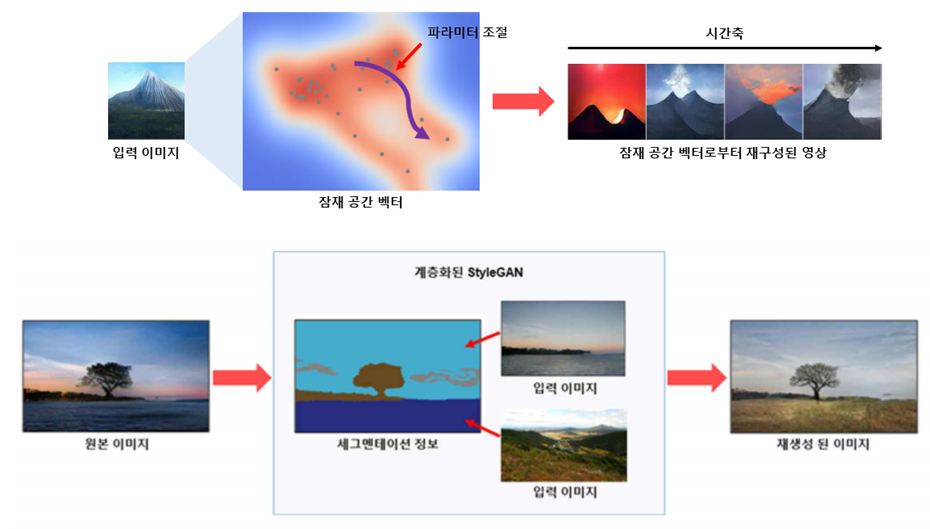 파라미터 조절
시간축
입력 이미지
잠재 공간 벡터로부터 재구성된 영상
잠재 공간 벡터
계층화된 StyleGAN
입력 이미지
원본 이미지
세그멘테이션 정보
재생성 된 이미지
입력 이미지